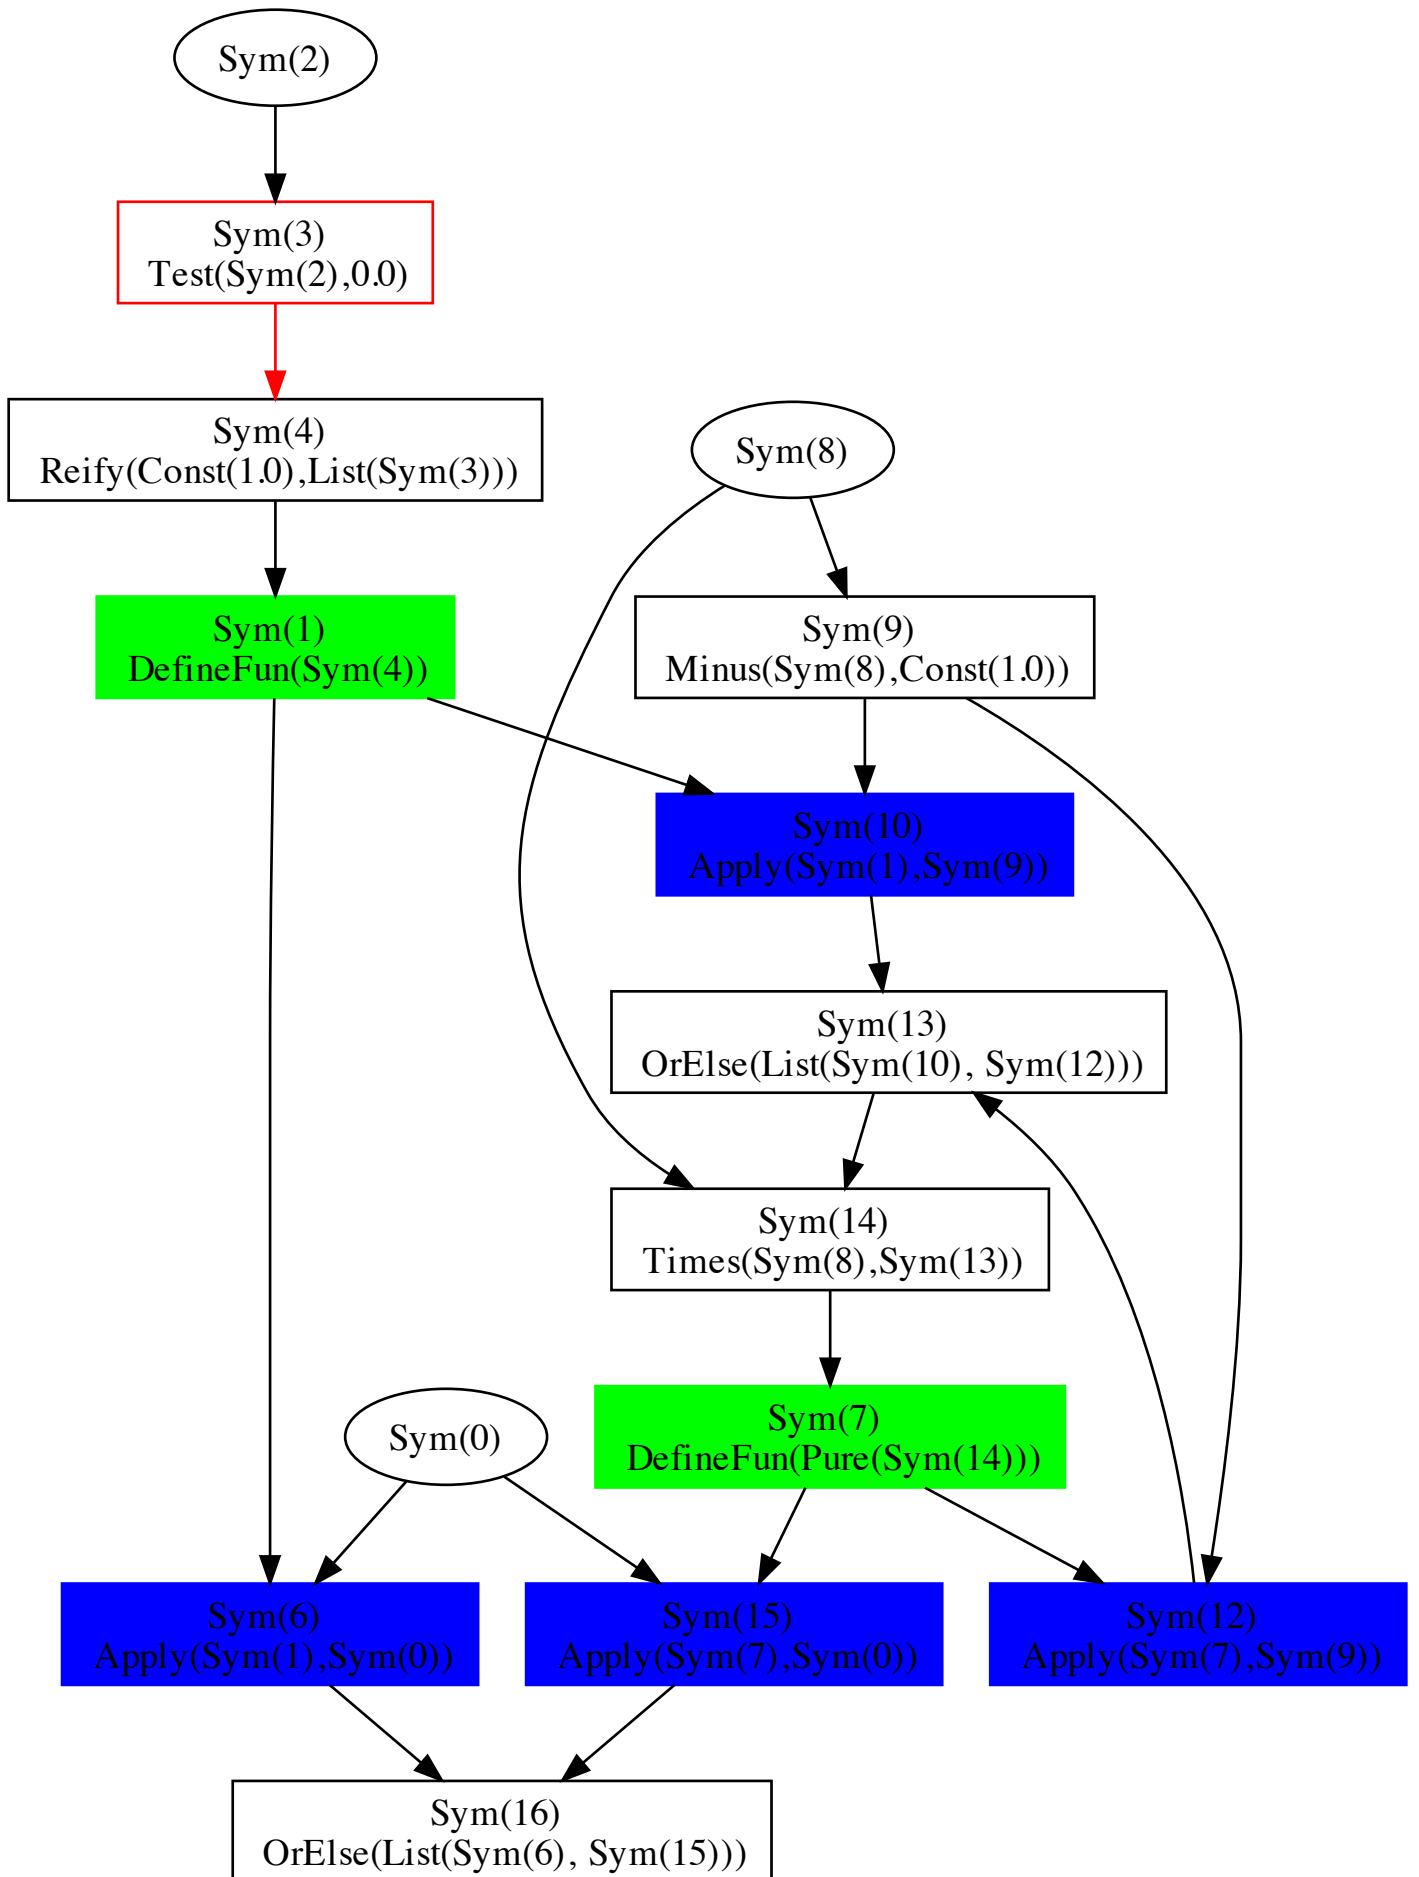 Sym(2)
Sym(3)
Test(Sym(2),0.0)
Sym(4)
Reify(Const(1.0),List(Sym(3)))
Sym(8)
Sym(1)
DefineFun(Sym(4))
Sym(9)
Minus(Sym(8),Const(1.0))
Sym(10)
Apply(Sym(1),Sym(9))
Sym(13)
OrElse(List(Sym(10), Sym(12)))
Sym(14)
Times(Sym(8),Sym(13))
Sym(0)
Sym(7)
DefineFun(Pure(Sym(14)))
Sym(6)
Apply(Sym(1),Sym(0))
Sym(15)
Apply(Sym(7),Sym(0))
Sym(12)
Apply(Sym(7),Sym(9))
Sym(16)
OrElse(List(Sym(6), Sym(15)))